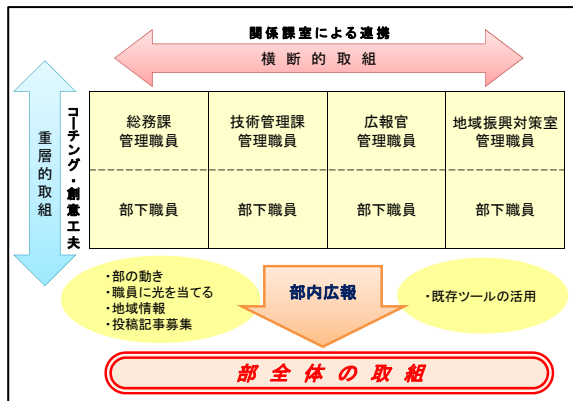 関係課室による連携
横断的取組
重層的取組
コーチング・創意工夫
総務課
管理職員
技術管理課
管理職員
広報官
管理職員
地域振興対策室
管理職員
部下職員
部下職員
部下職員
部下職員
・部の動き
・職員に光を当てる
・地域情報
・投稿記事募集
部内広報
・既存ツールの活用
部全体の取組